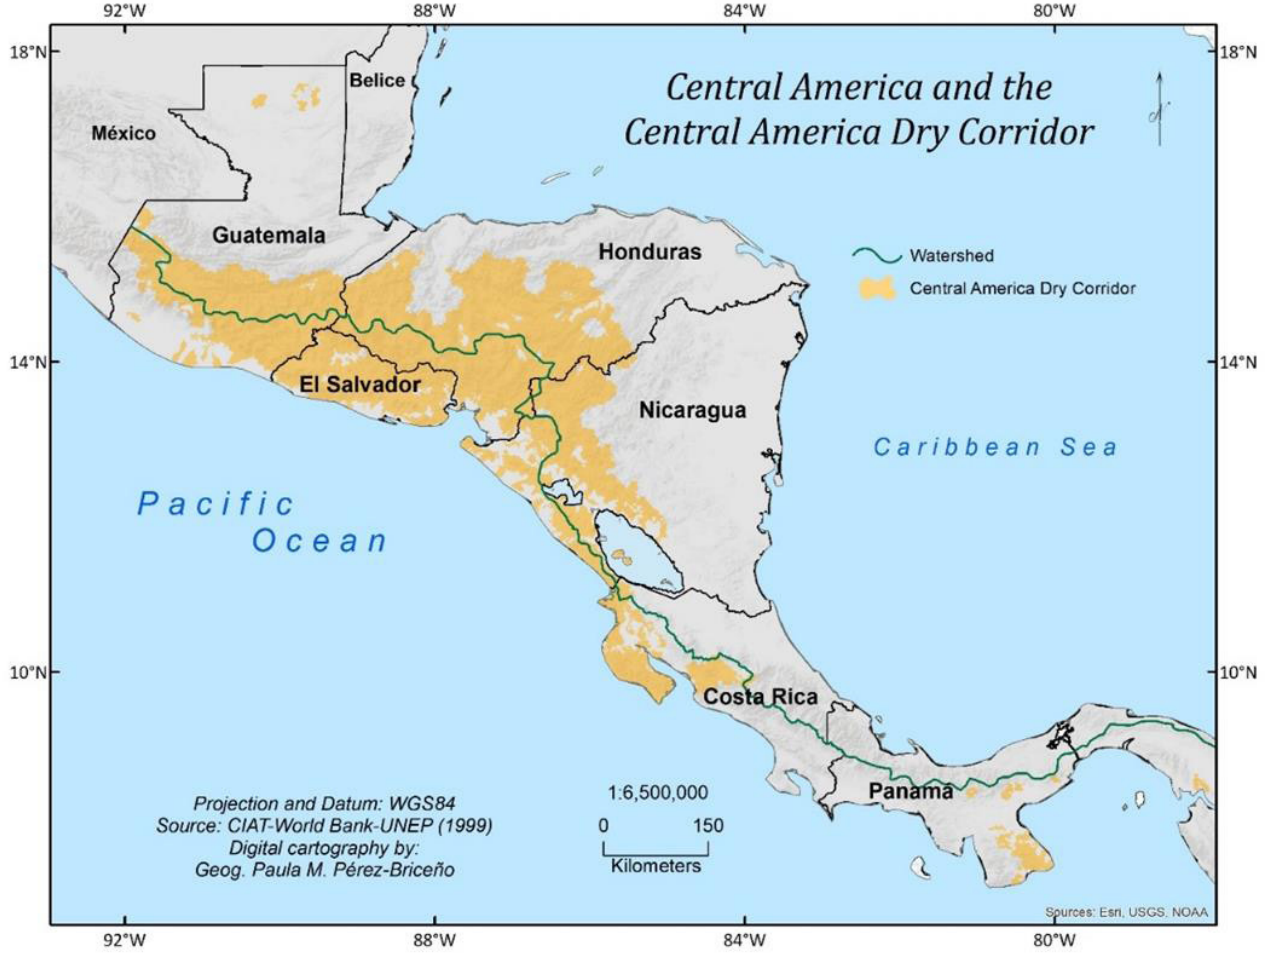 92°W 88°W 84°W 80°W
18°N 18°N
Belice
Central America and the
Central America Dry Corridor
N
México
Guatemala
Honduras
Watershed
Central America Dry Corridor
14°N 14°N
El Salvador
Nicaragua
Caribbean Sea
Pacific
Ocean
10°N 10°N
Costa Rica
Panamá
Projection and Datum: WGS84
Source: CIAT-World Bank-UNEP (1999)
Digital cartography by:
Geog. Paula M. Pérez-Briceño
1:6,500,000
0 150
Kilometers
Sources: Esri, USGS, NOAA
92°W 88°W 84°W 80°W